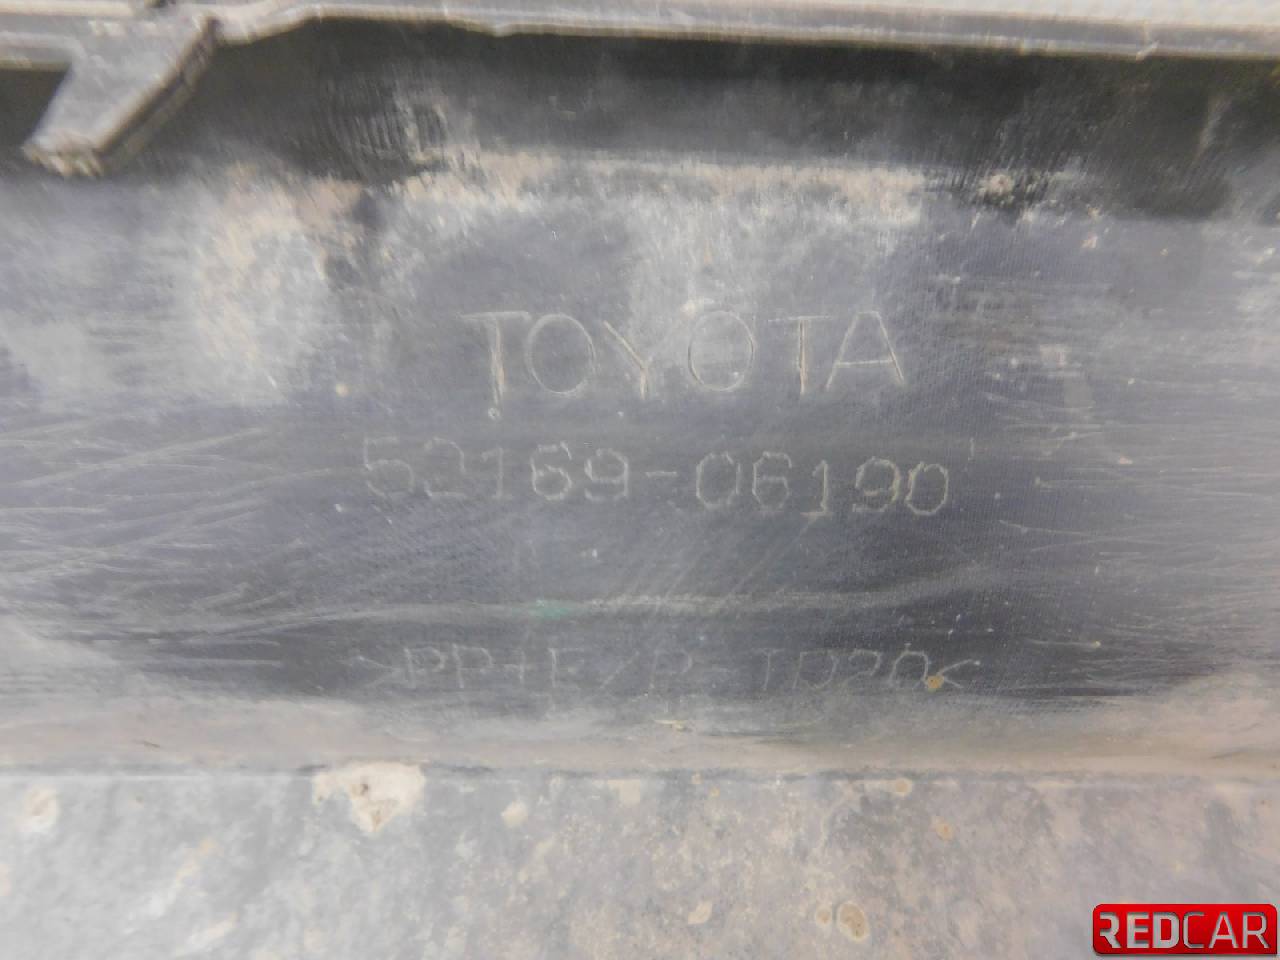 TOYOTA
52169-06190
>PP+E/P-TD20<
REDCAR